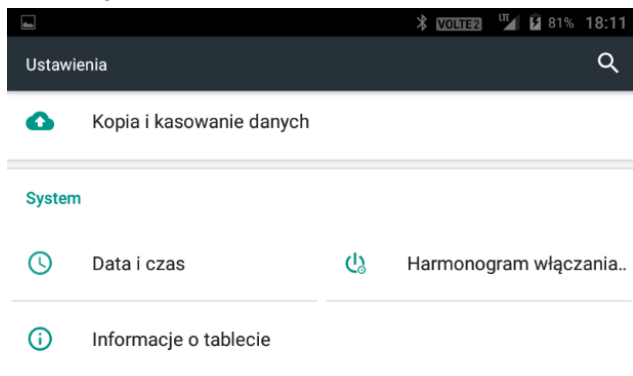 VOLTE2 LTE 81% 18:11
Ustawienia
Kopia i kasowanie danych
System
Data i czas
Harmonogram włączania..
Informacje o tablecie